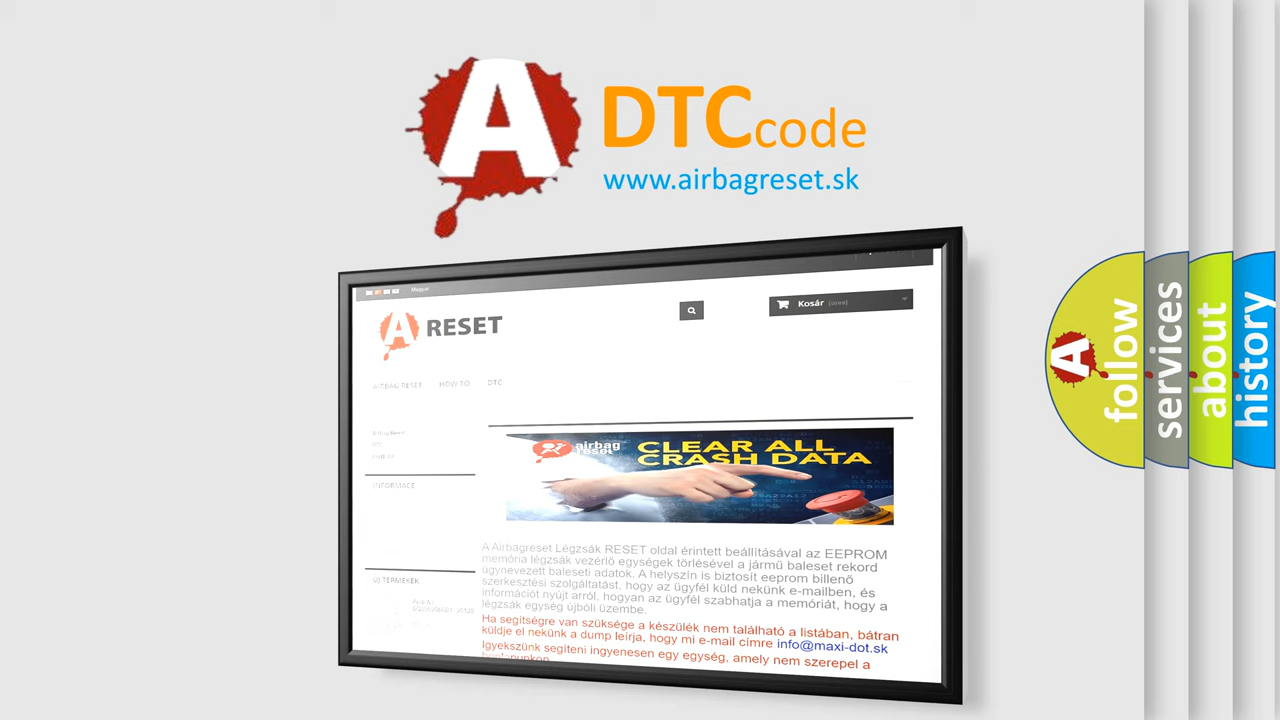 A
DTCcode
www.airbagreset.sk
Magyar
Kosár (üres)
A RESET
AIRBAG RESET HOW TO DTC
DTC
INFORMACE
airbag
reset
CLEAR ALL
CRASH DATA
A Airbagreset Légzsák RESET oldal érintett beállításával az EEPROM
memória légzsák vezérlő egységek törlésével a jármű baleset rekord
úgynevezett baleseti adatok. A helyszín is biztosít eeprom billenő
szerkesztési szolgáltatást, hogy az ügyfél küld nekünk e-mailben, és
információt nyújt arról, hogyan az ügyfél szabhatja a memóriát, hogy a
légzsák egység újbóli üzembe.
Ha segítségre van szüksége a készülék nem található a listában, bátran
küldje el nekünk a dump leírja, hogy mi e-mail címre info@maxi-dot.sk
Igyekszünk segíteni ingyenesen egy egység, amely nem szerepel a
honlapunkon
ÚJ TERMÉKEK
A follow
services
about
history